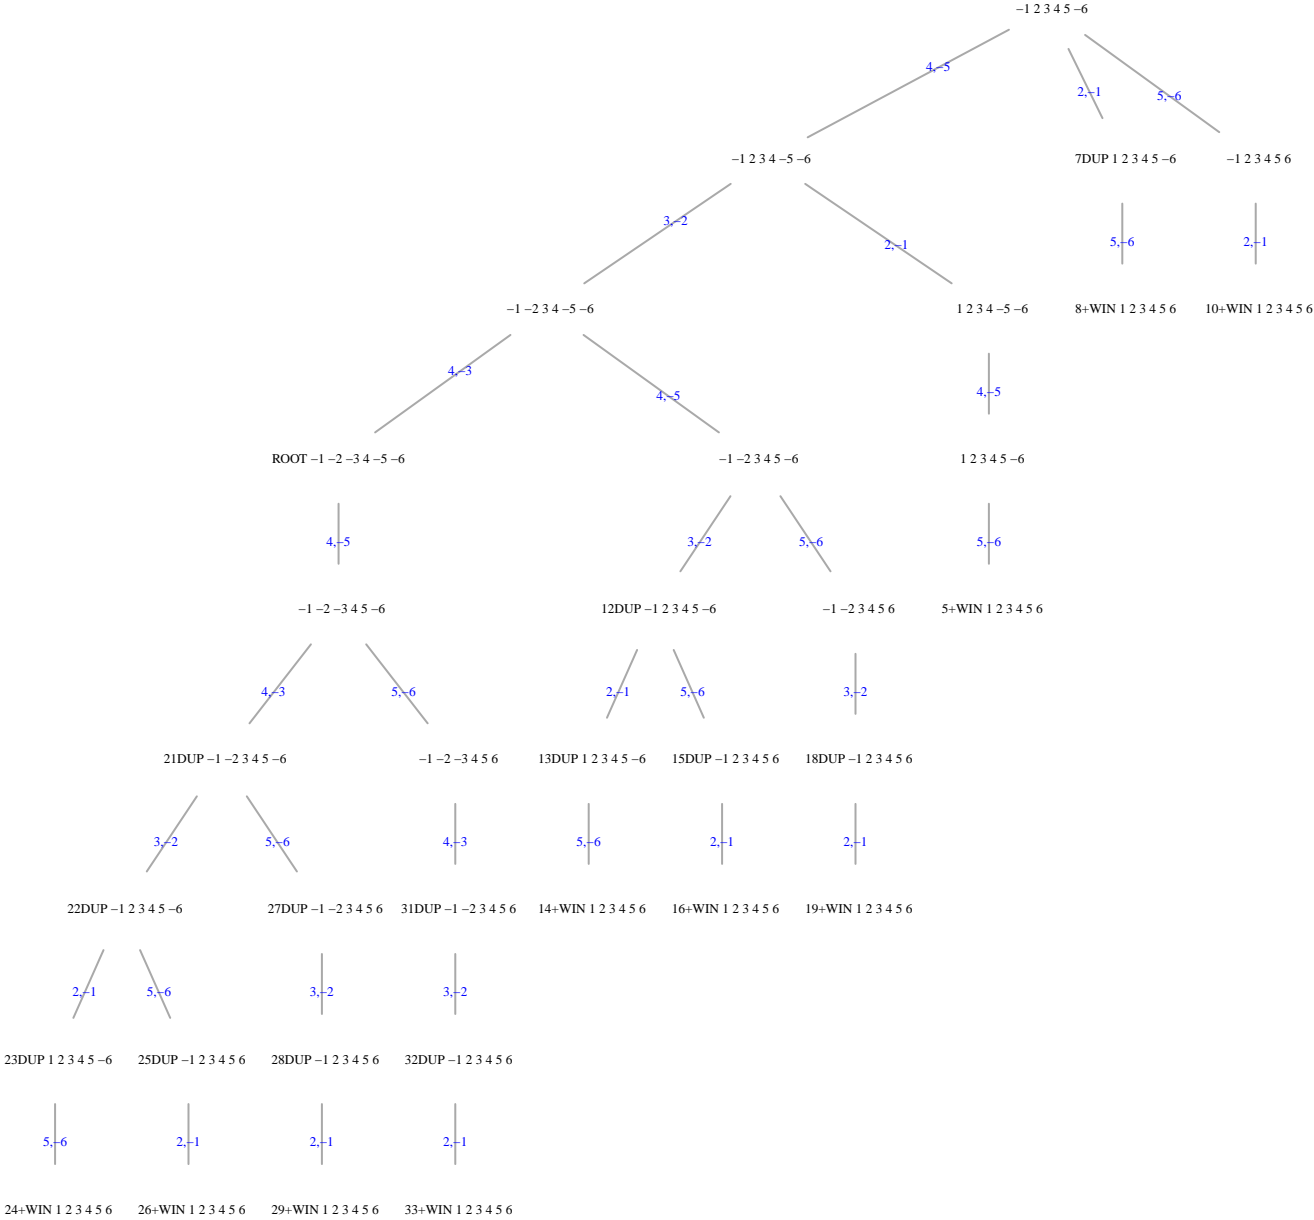 −1 2 3 4 5 −6
4,−5
2,−1
5,−6
−1 2 3 4 −5 −6
7DUP 1 2 3 4 5 −6
−1 2 3 4 5 6
3,−2
2,−1
5,−6
2,−1
−1 −2 3 4 −5 −6
1 2 3 4 −5 −6
8+WIN 1 2 3 4 5 6
10+WIN 1 2 3 4 5 6
4,−3
4,−5
4,−5
ROOT −1 −2 −3 4 −5 −6
−1 −2 3 4 5 −6
1 2 3 4 5 −6
4,−5
3,−2
5,−6
5,−6
−1 −2 −3 4 5 −6
12DUP −1 2 3 4 5 −6
−1 −2 3 4 5 6
5+WIN 1 2 3 4 5 6
4,−3
5,−6
2,−1
5,−6
3,−2
21DUP −1 −2 3 4 5 −6
−1 −2 −3 4 5 6
13DUP 1 2 3 4 5 −6
15DUP −1 2 3 4 5 6
18DUP −1 2 3 4 5 6
3,−2
5,−6
4,−3
5,−6
2,−1
2,−1
22DUP −1 2 3 4 5 −6
27DUP −1 −2 3 4 5 6
31DUP −1 −2 3 4 5 6
14+WIN 1 2 3 4 5 6
16+WIN 1 2 3 4 5 6
19+WIN 1 2 3 4 5 6
2,−1
5,−6
3,−2
3,−2
23DUP 1 2 3 4 5 −6
25DUP −1 2 3 4 5 6
28DUP −1 2 3 4 5 6
32DUP −1 2 3 4 5 6
5,−6
2,−1
2,−1
2,−1
24+WIN 1 2 3 4 5 6
26+WIN 1 2 3 4 5 6
29+WIN 1 2 3 4 5 6
33+WIN 1 2 3 4 5 6